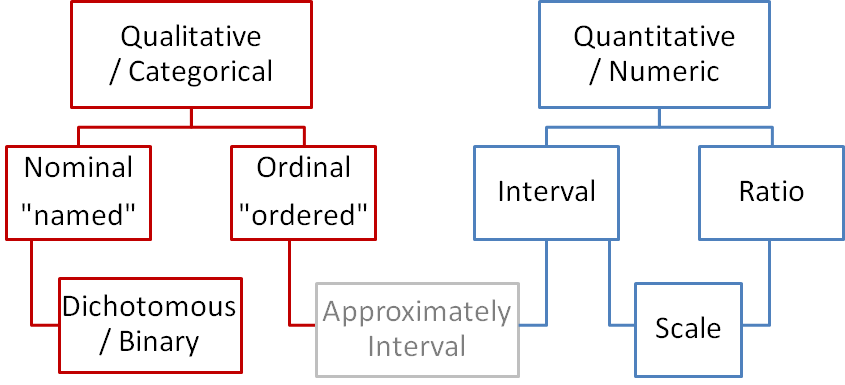 Qualitative
/ Categorical
Quantitative
/ Numeric
Nominal
"named"
Ordinal
"ordered"
Interval
Ratio
Dichotomous
/ Binary
Approximately
Interval
Scale